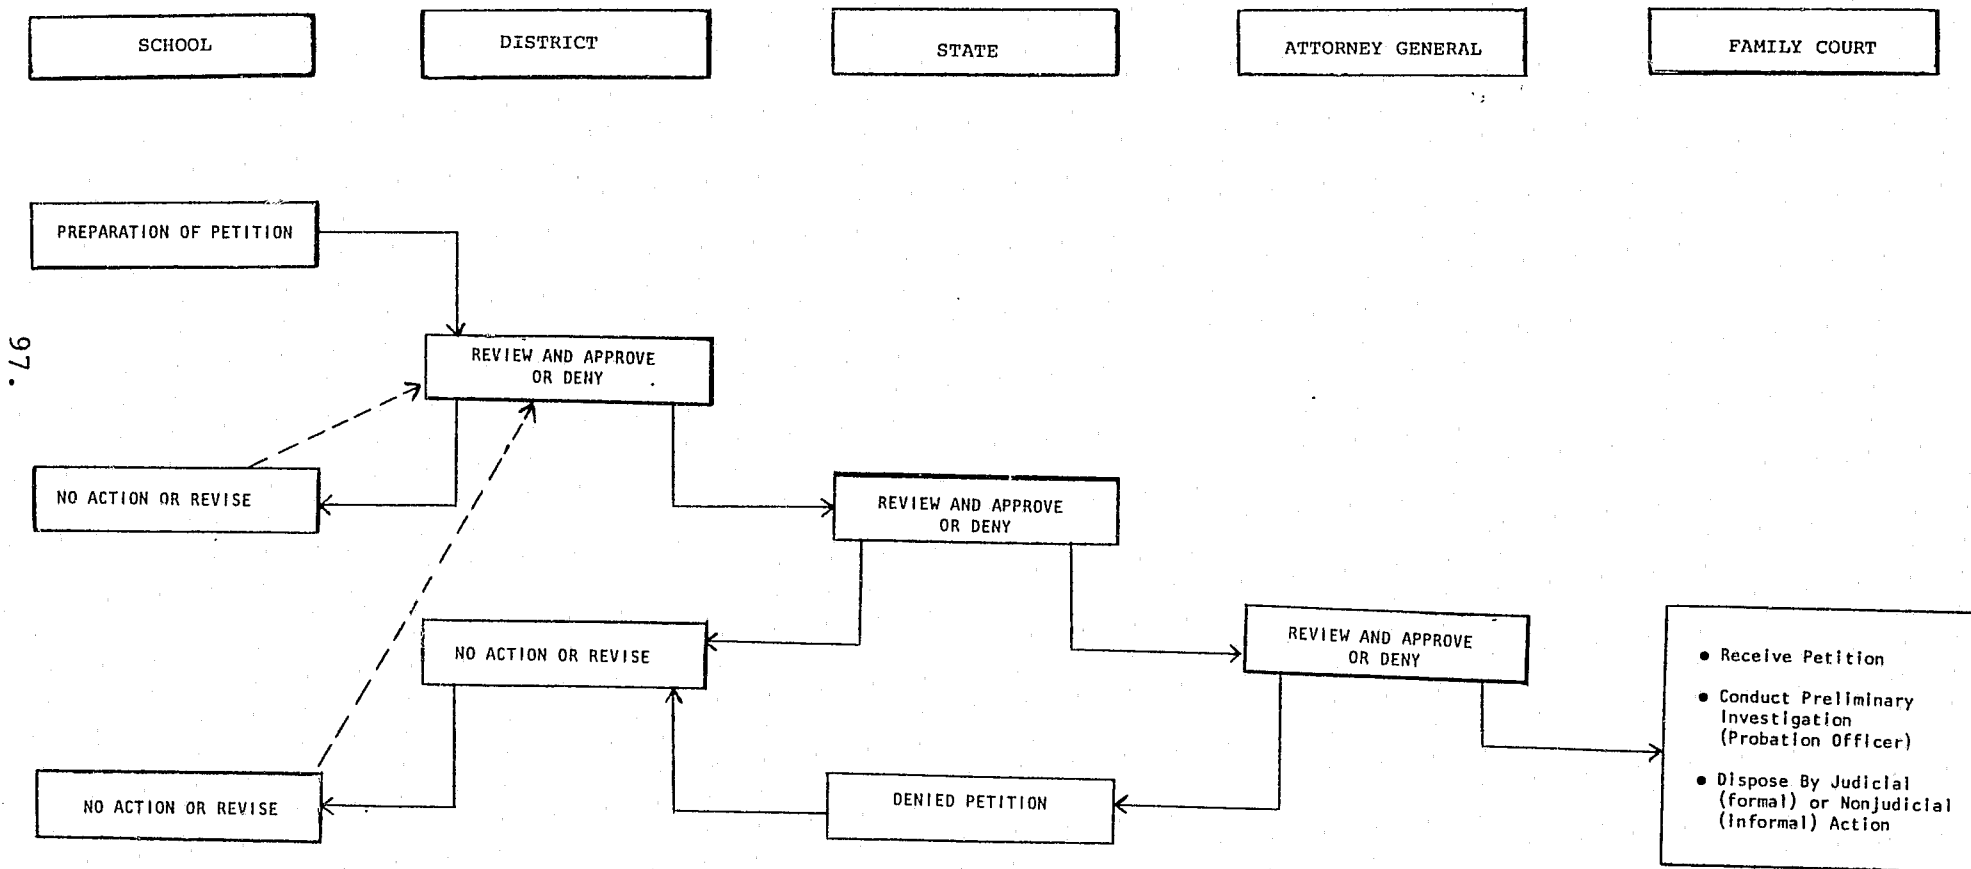 SCHOOL
DISTRICT
STATE
ATTORNEY GENERAL
FAMILY COURT
PREPARATION OF PETITION
97.
REVIEW AND APPROVE
OR DENY
NO ACTION OR REVISE
REVIEW AND APPROVE
OR DENY
NO ACTION OR REVISE
REVIEW AND APPROVE
OR DENY
• Receive Petition
• Conduct Preliminary
Investigation
(Probation Officer)
• Dispose By Judicial
(formal) or Nonjudicial
(Informal) Action
NO ACTION OR REVISE
DENIED PETITION